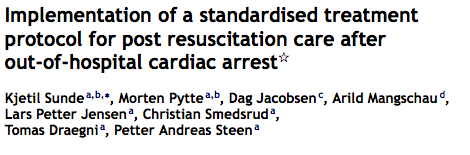 Implementation of a standardised treatment
protocol for post resuscitation care after
out-of-hospital cardiac arrest☆
Kjetil Sunde a,b,*, Morten Pytte a,b, Dag Jacobsen c, Arild Mangschau d,
Lars Petter Jensen a, Christian Smedsrud a,
Tomas Draegni a, Petter Andreas Steen a